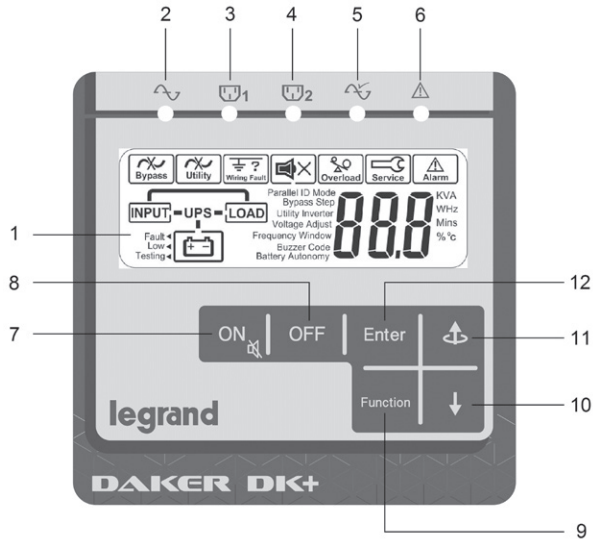 2 3 4 5 6
1 2
Bypass Utility Wiring Fault Overload Service Alarm
Parallel ID Mode
Bypass Step
Utility Inverter
Voltage Adjust
Frequency Window
Buzzer Code
Battery Autonomy
INPUT UPS LOAD
Fault
Low
Testing
88.8
KVA
WHz
Mins
% °C
1
8
7
ON OFF Enter
12
11
Function
10
legrand
DAKER DK+
9